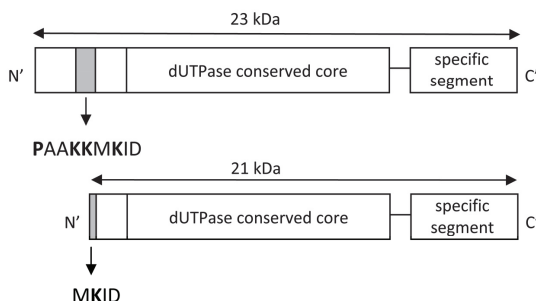 23 kDa
N’
dUTPase conserved core
specific
segment
C’
PAAKKMKID
21 kDa
N’
dUTPase conserved core
specific
segment
C’
MKID